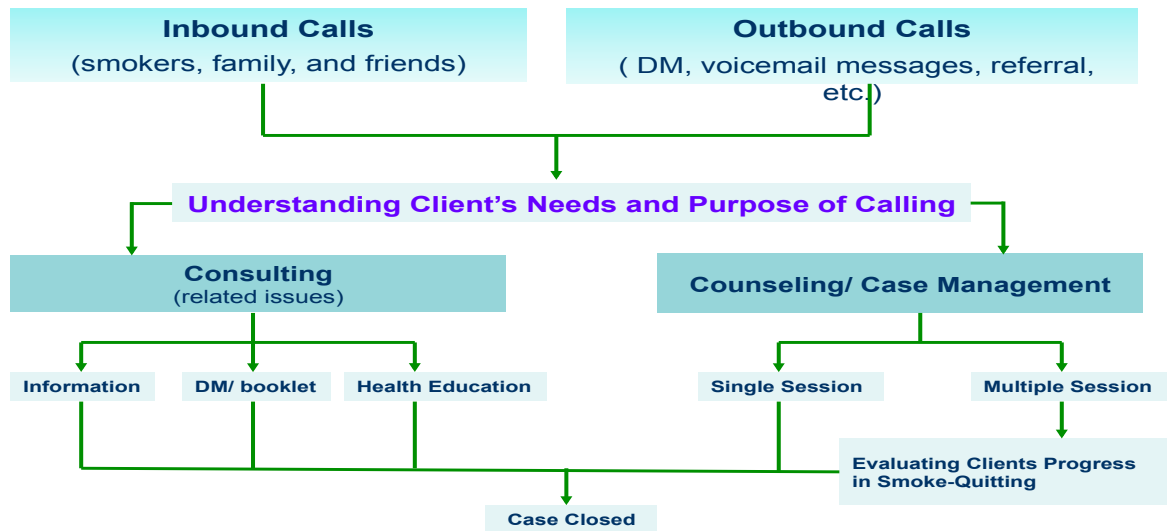 Inbound Calls
(smokers, family, and friends)
Outbound Calls
( DM, voicemail messages, referral,
etc.)
Understanding Client's Needs and Purpose of Calling
Consulting
(related issues)
Counseling/ Case Management
Information
DM/ booklet
Health Education
Single Session
Multiple Session
Evaluating Clients Progress
in Smoke-Quitting
Case Closed